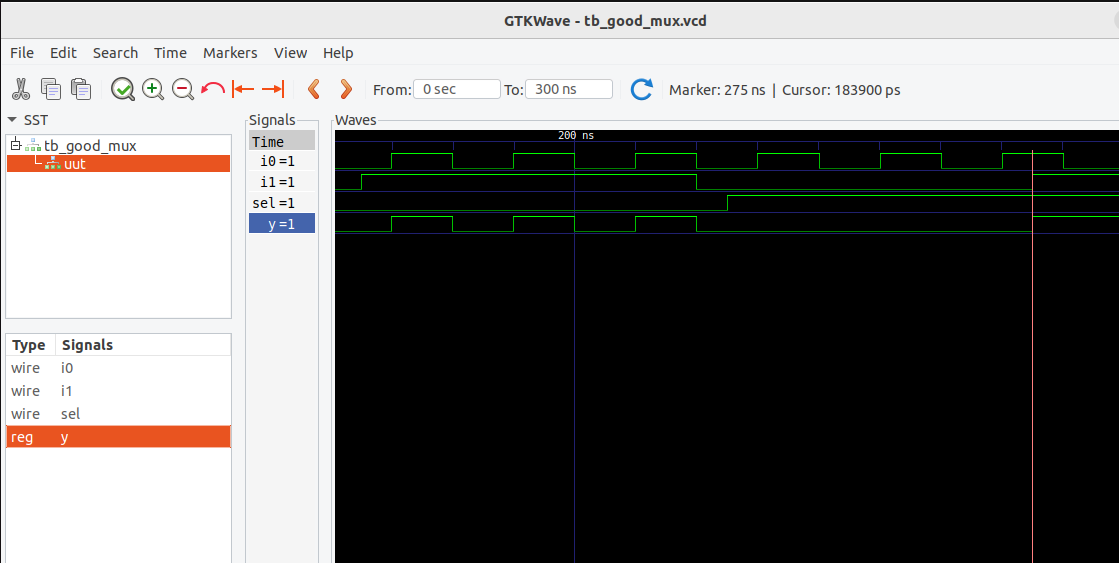 GTKWave - tb_good_mux.vcd
File Edit Search Time Markers View Help
From: 0 sec To: 300 ns Marker: 275 ns | Cursor: 183900 ps
SST
tb_good_mux
uut
Type Signals
wire i0
wire i1
wire sel
reg y
Signals
Time
i0 =1
i1 =1
sel =1
y =1
Waves
200 ns